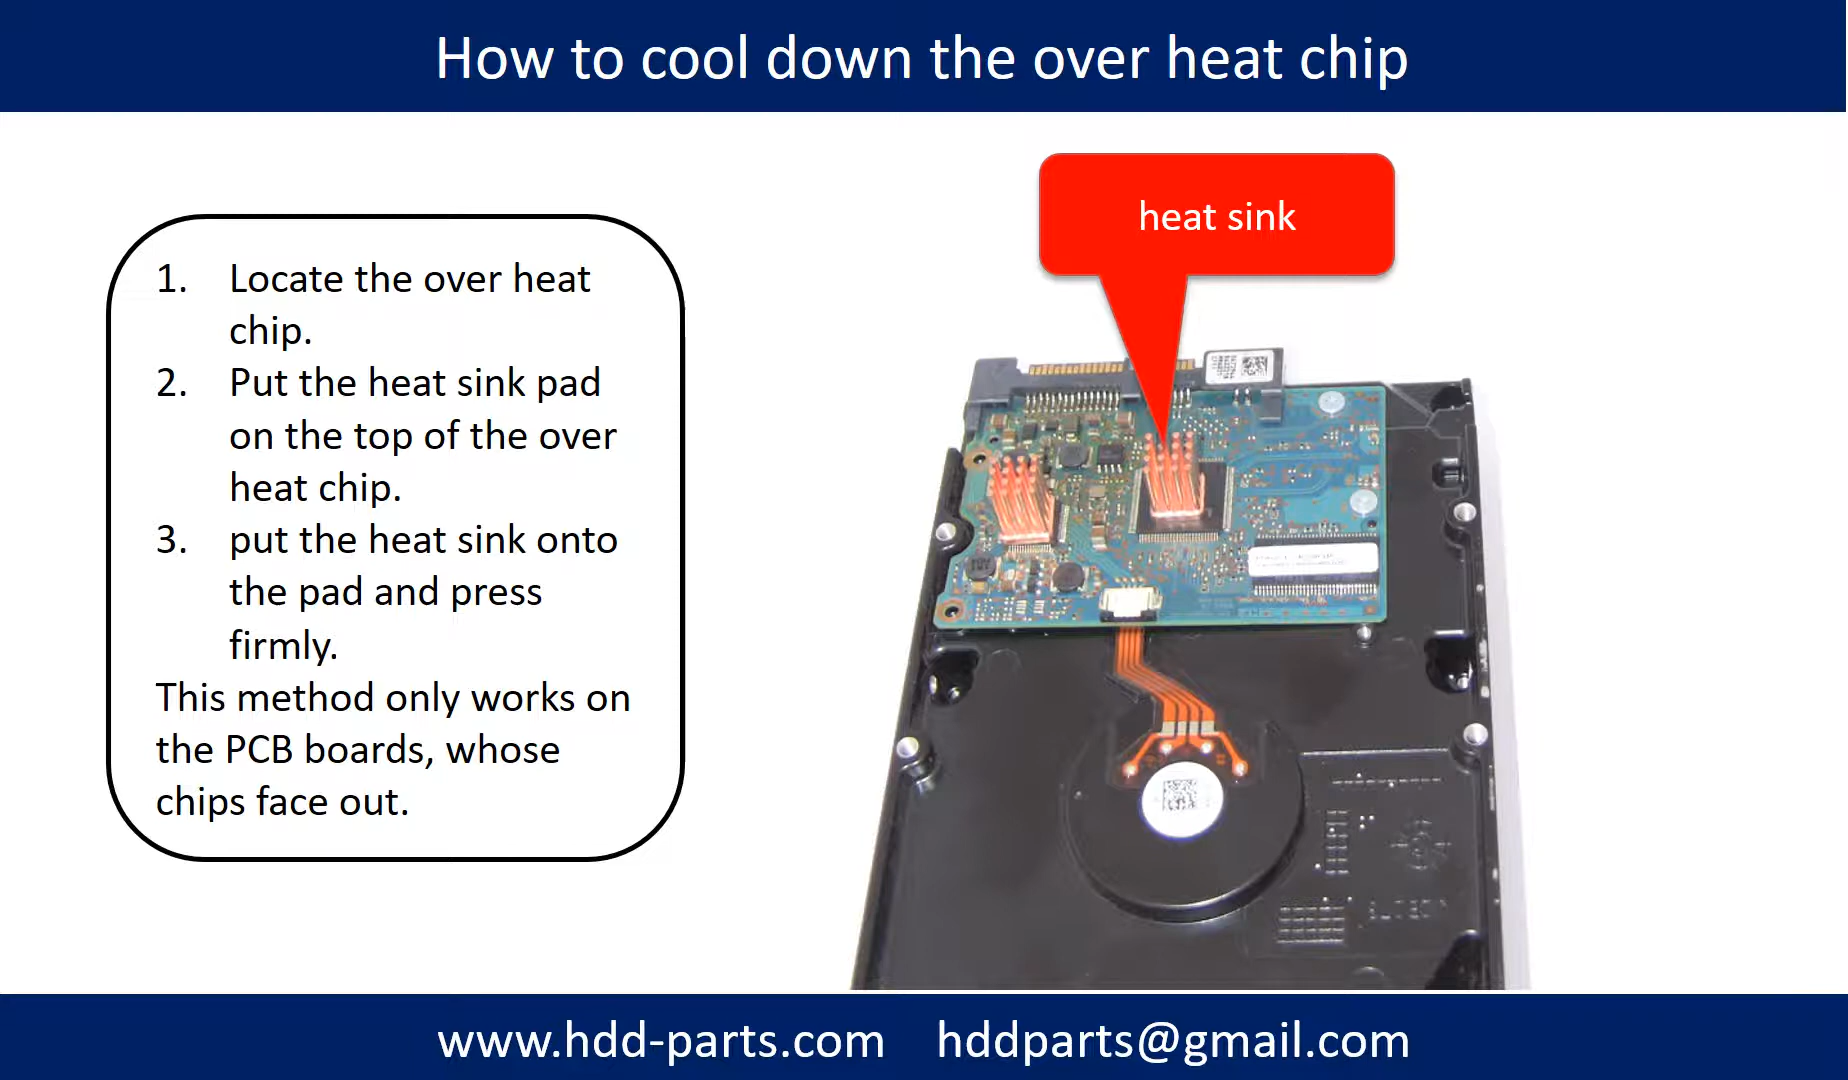 How to cool down the over heat chip
heat sink
1. Locate the over heat
chip.
2. Put the heat sink pad
on the top of the over
heat chip.
3. put the heat sink onto
the pad and press
firmly.
This method only works on
the PCB boards, whose
chips face out.
www.hdd-parts.com hddparts@gmail.com